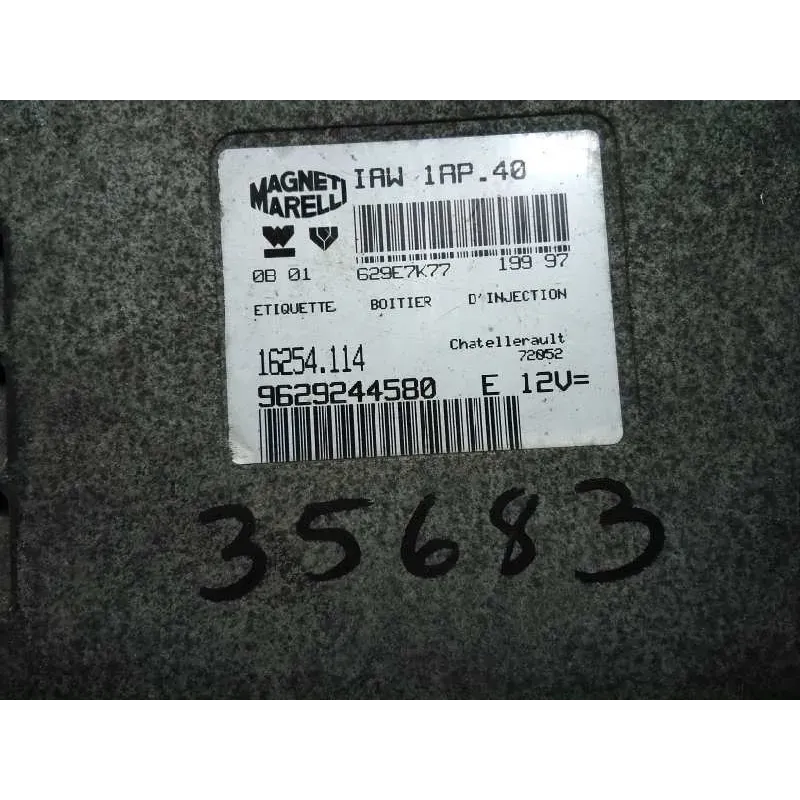 MAGNETI
MARELLI
IAW 1AP.40
0B 01
629E7K77 199 97
ETIQUETTE BOITIER D'INJECTION
16254.114
Chatellerault
72052
9629244580 E 12V=
35683